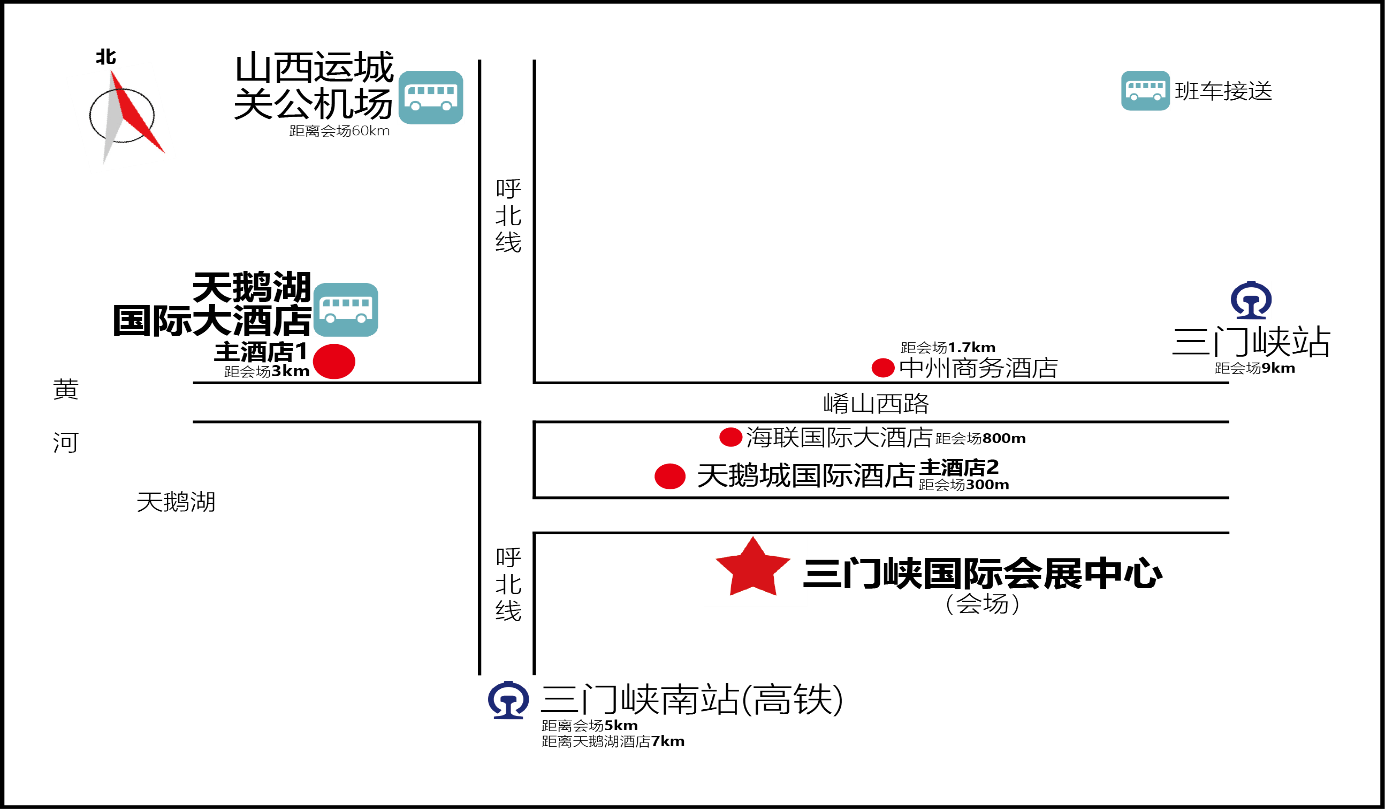 北
山西运城
关公机场
距离会场60km
班车接送
呼北线
天鹅湖
国际大酒店
主酒店1
距会场3km
三门峡站
距会场9km
距会场1.7km
中州商务酒店
黄河
崤山西路
海联国际大酒店 距会场800m
天鹅城国际酒店 主酒店2
距会场300m
天鹅湖
呼北线
三门峡国际会展中心
（会场）
三门峡南站(高铁)
距离会场5km
距离天鹅湖酒店7km